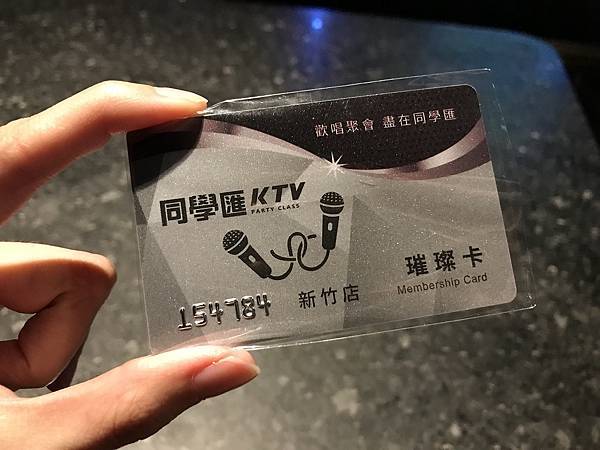 歡唱聚會 盡在同學匯
同學匯KTV
PARTY CLASS
璀璨卡
Membership Card
154784 新竹店